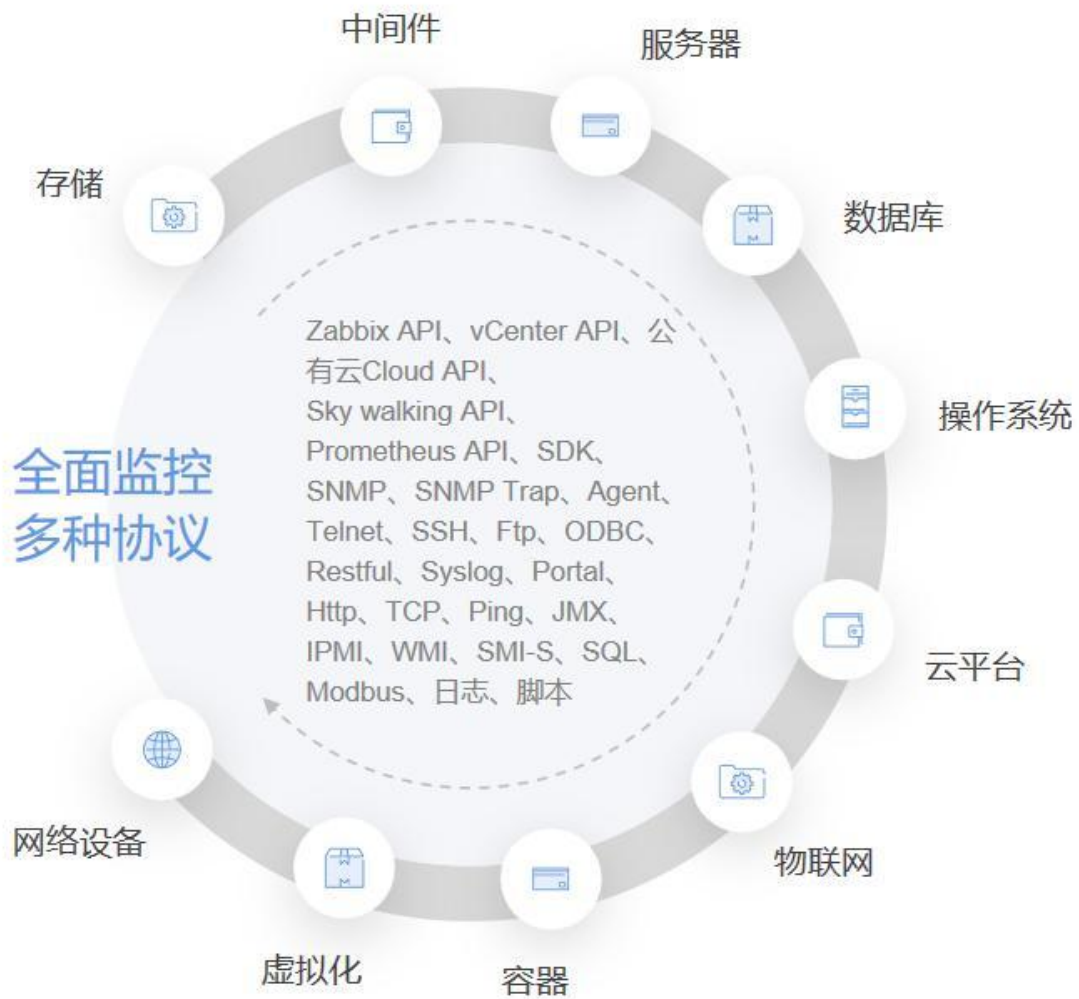 中间件
服务器
存储
数据库
Zabbix API、vCenter API、公
有云Cloud API、
Sky walking API、
Prometheus API、SDK、
SNMP、SNMP Trap、Agent、
Telnet、SSH、Ftp、ODBC、
Restful、Syslog、Portal、
Http、TCP、Ping、JMX、
IPMI、WMI、SMI-S、SQL、
Modbus、日志、脚本
操作系统
全面监控
多种协议
云平台
网络设备
物联网
虚拟化
容器